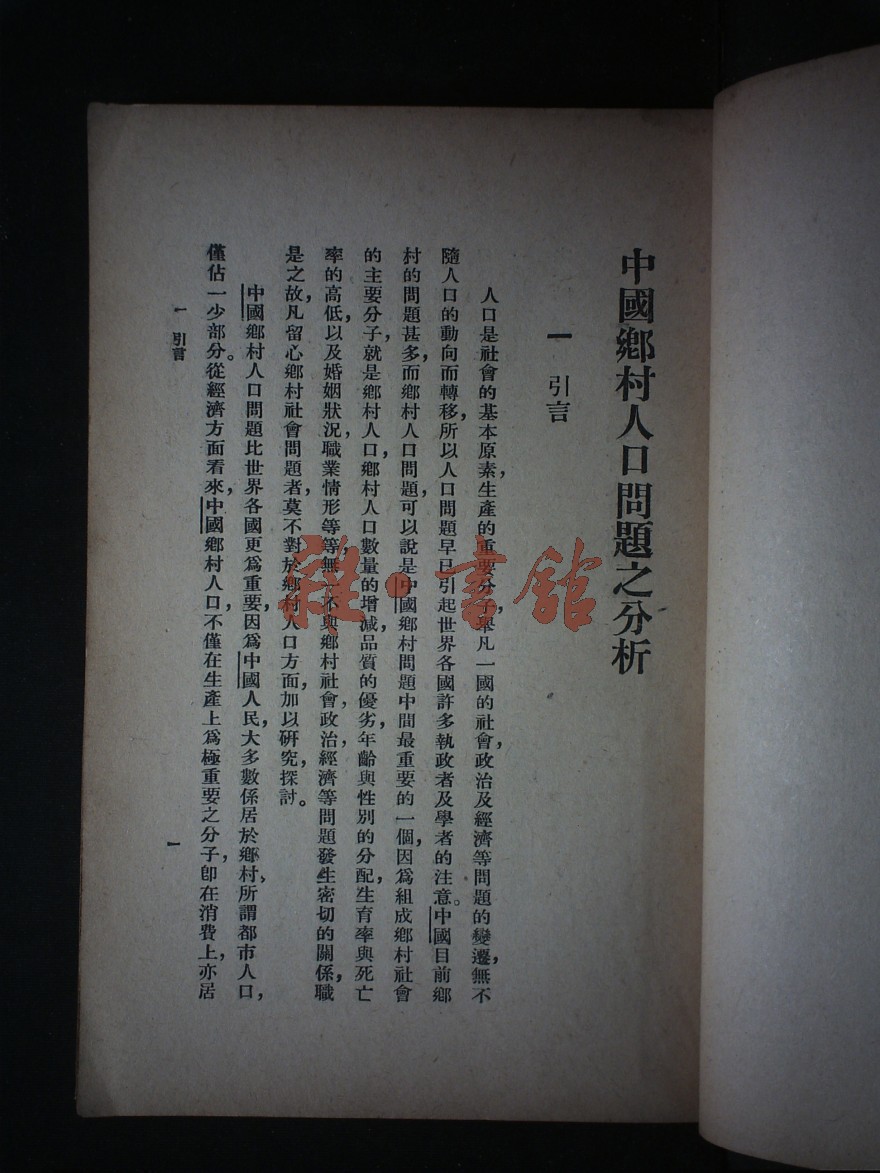 中國鄉村人口問題之分析
一 引言
人口是社會的基本原素,生產的重要分子,舉凡一國的社會,政治及經濟等問題的變遷,無不
隨人口的動向而轉移,所以人口問題早已引起世界各國許多執政者及學者的注意。中國目前鄉
村的問題甚多,而鄉村人口問題,可以說是中國鄉村問題中間最重要的一個,因爲組成鄉村社會
的主要分子,就是鄉村人口,鄉村人口數量的增減,品質的優劣,年齡與性別的分配,生育率與死亡
率的高低,以及婚姻狀況,職業情形等等,無一不與鄉村社會,政治,經濟等問題發生密切的關係,職
是之故,凡留心鄉村社會問題者,莫不對於鄉村人口方面,加以研究,探討。
中國鄉村人口問題比世界各國更爲重要,因爲中國人民,大多數係居於鄉村,所謂都市人口,
僅佔一少部分。從經濟方面看來,中國鄉村人口,不僅在生產上爲極重要之分子,卽在消費上,亦居
一 引言
一
雜·書館